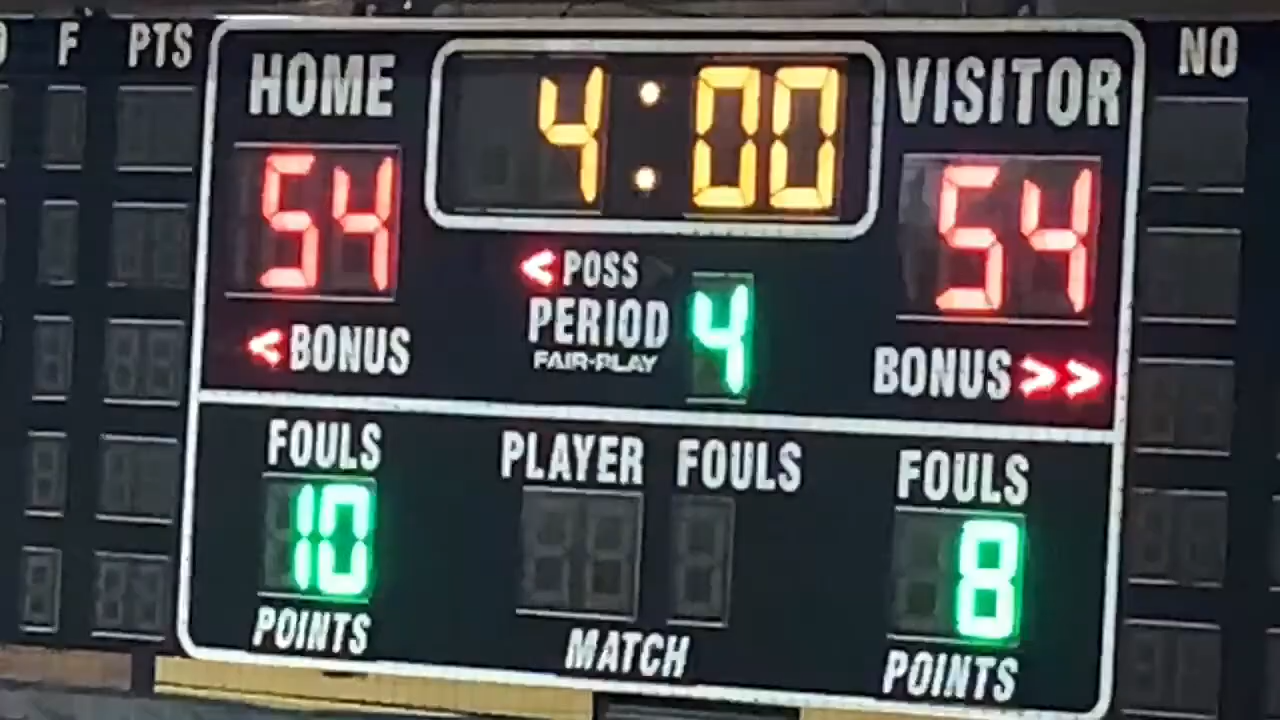 F PTS
HOME 4:00 VISITOR NO
54 54
< POSS
PERIOD 4
FAIR-PLAY
< BONUS BONUS >>
FOULS PLAYER FOULS FOULS
10 8
POINTS MATCH POINTS